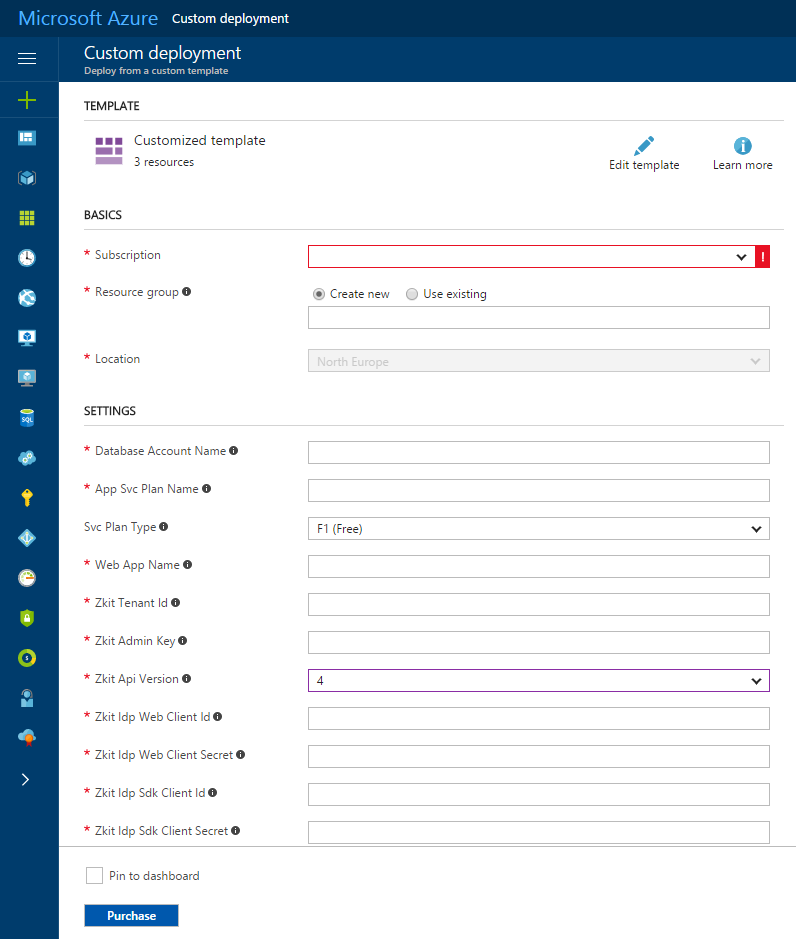 Microsoft Azure Custom deployment
Custom deployment
Deploy from a custom template
TEMPLATE
Customized template
3 resources
Edit template
Learn more
BASICS
* Subscription
!
* Resource group
Create new
Use existing
* Location
North Europe
SETTINGS
* Database Account Name
* App Svc Plan Name
Svc Plan Type
F1 (Free)
* Web App Name
* Zkit Tenant Id
* Zkit Admin Key
* Zkit Api Version
4
* Zkit Idp Web Client Id
* Zkit Idp Web Client Secret
* Zkit Idp Sdk Client Id
* Zkit Idp Sdk Client Secret
Pin to dashboard
Purchase
SQL